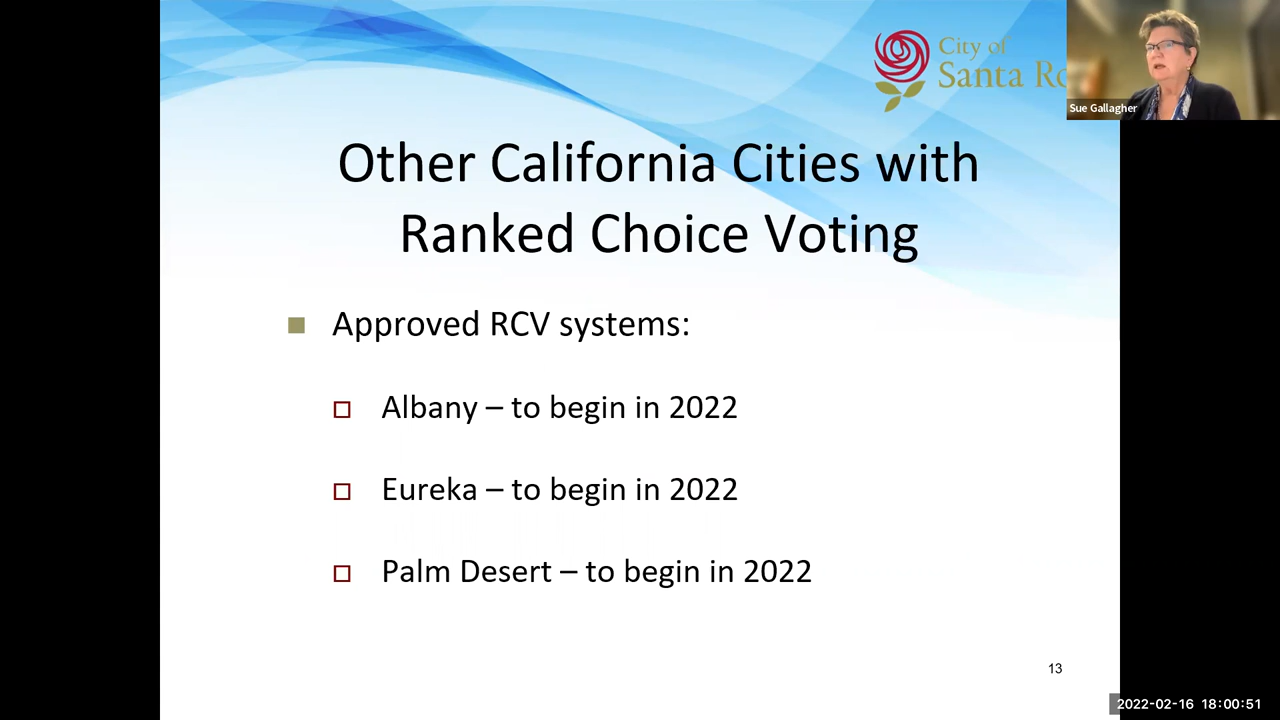 City of
Santa Ro
Sue Gallagher
Other California Cities with
Ranked Choice Voting
Approved RCV systems:
Albany – to begin in 2022
Eureka – to begin in 2022
Palm Desert – to begin in 2022
13
2022-02-16 18:00:51